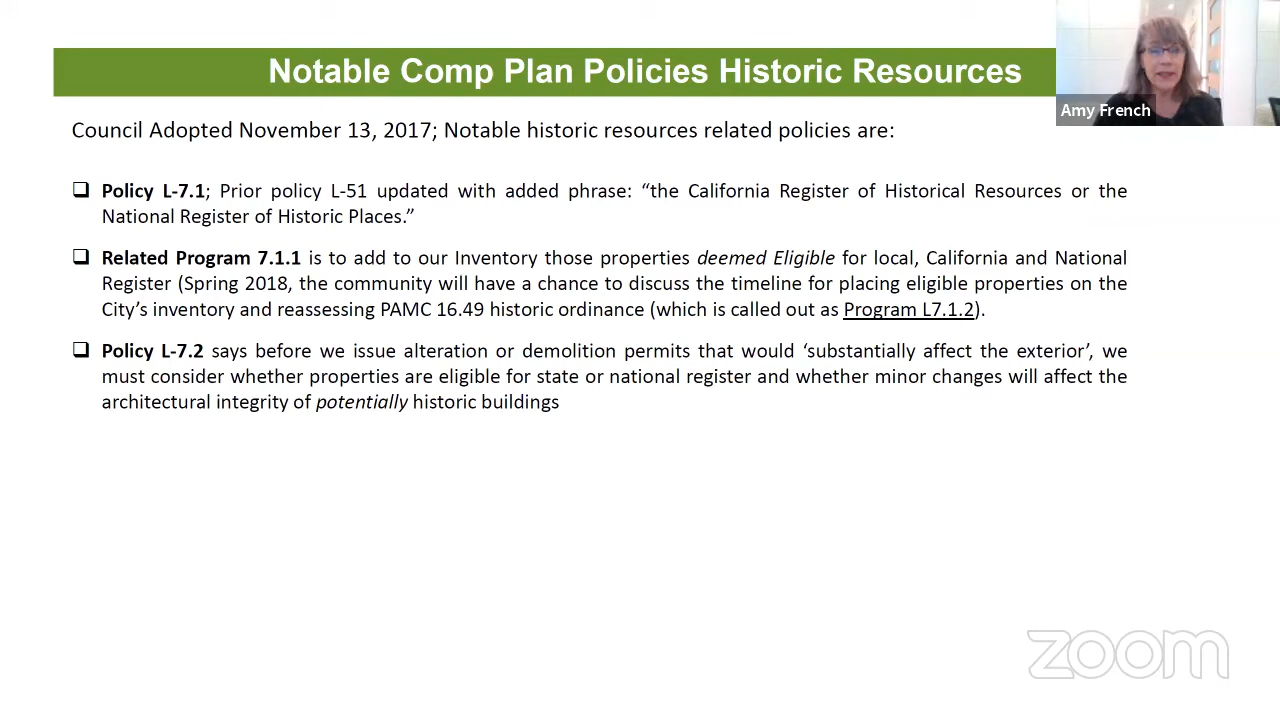 Notable Comp Plan Policies Historic Resources
Amy French
Council Adopted November 13, 2017; Notable historic resources related policies are:
❑ Policy L-7.1; Prior policy L-51 updated with added phrase: “the California Register of Historical Resources or the
National Register of Historic Places.”
❑ Related Program 7.1.1 is to add to our Inventory those properties deemed Eligible for local, California and National
Register (Spring 2018, the community will have a chance to discuss the timeline for placing eligible properties on the
City’s inventory and reassessing PAMC 16.49 historic ordinance (which is called out as Program L7.1.2).
❑ Policy L-7.2 says before we issue alteration or demolition permits that would ‘substantially affect the exterior’, we
must consider whether properties are eligible for state or national register and whether minor changes will affect the
architectural integrity of potentially historic buildings
zoom